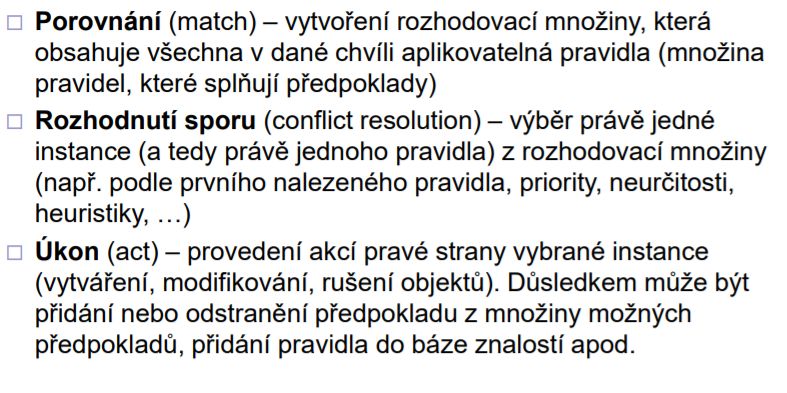 Porovnání (match) – vytvoření rozhodovací množiny, která
obsahuje všechna v dané chvíli aplikovatelná pravidla (množina
pravidel, které splňují předpoklady)
Rozhodnutí sporu (conflict resolution) – výběr právě jedné
instance (a tedy právě jednoho pravidla) z rozhodovací množiny
(např. podle prvního nalezeného pravidla, priority, neurčitosti,
heuristiky, …)
Úkon (act) – provedení akcí pravé strany vybrané instance
(vytváření, modifikování, rušení objektů). Důsledkem může být
přidání nebo odstranění předpokladu z množiny možných
předpokladů, přidání pravidla do báze znalostí apod.